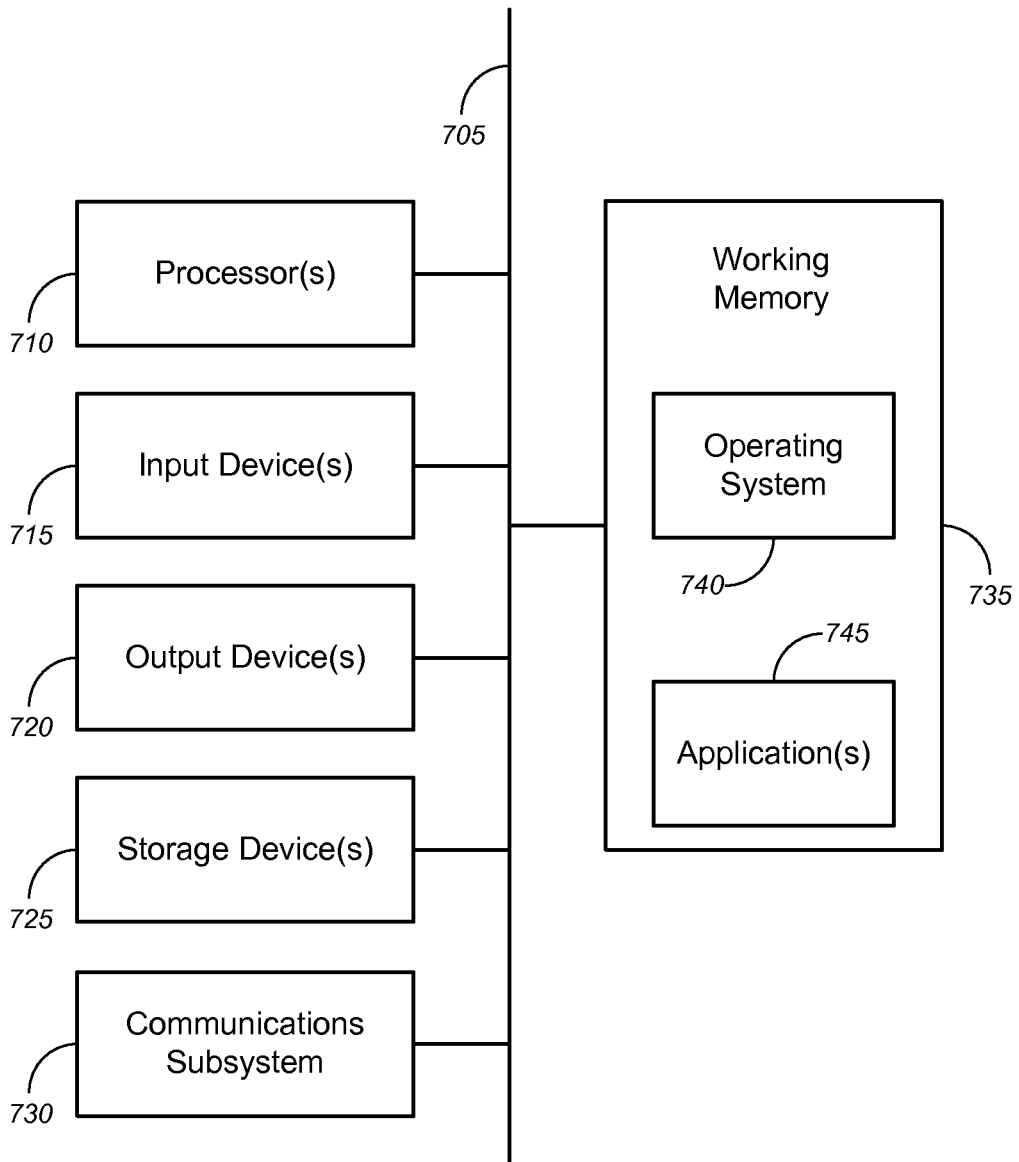 705
Processor(s)
710
Input Device(s)
715
Output Device(s)
720
Storage Device(s)
725
Communications
Subsystem
730
Working
Memory
Operating
System
740
735
745
Application(s)